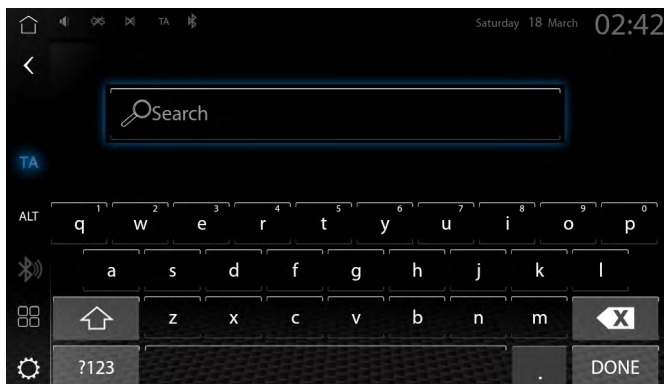 TA Saturday 18 March 02:42
Search
TA
ALT
1 2 3 4 5 6 7 8 9 0
q w e r t y u i o p
a s d f g h j k l
z x c v b n m X
?123 . DONE